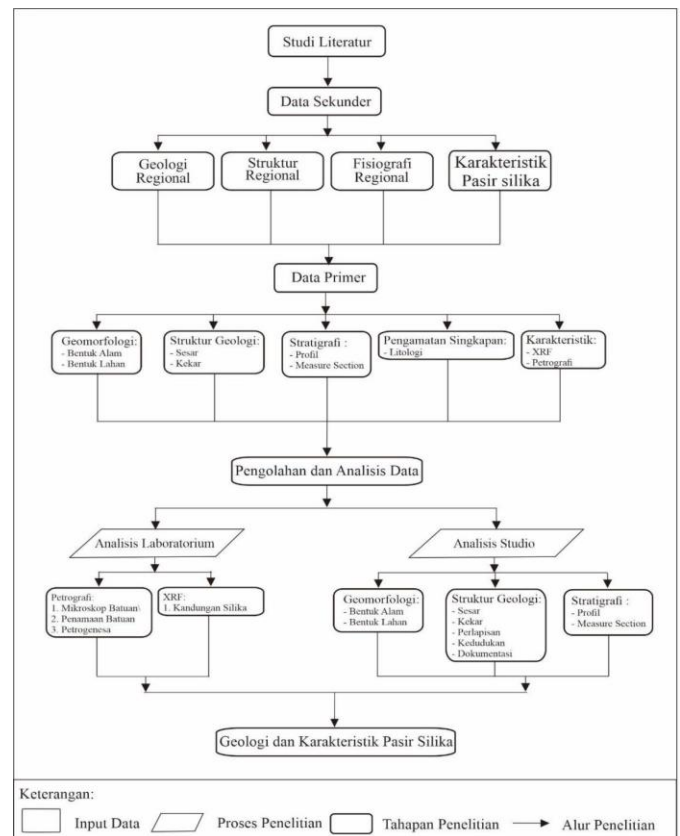 Studi Literatur
Data Sekunder
Geologi
Regional
Struktur
Regional
Fisiografi
Regional
Karakteristik
Pasir silika
Data Primer
Geomorfologi:
- Bentuk Alam
- Bentuk Lahan
Struktur Geologi:
- Sesar
- Kekar
Stratigrafi :
- Profil
- Measure Section
Pengamatan Singkapan:
- Litologi
Karakteristik:
- XRF
- Petrografi
Pengolahan dan Analisis Data
Analisis Laboratorium
Analisis Studio
Petrografi:
1. Mikroskop Batuan\
2. Penamaan Batuan
3. Petrogenesa
XRF:
1. Kandungan Silika
Geomorfologi:
- Bentuk Alam
- Bentuk Lahan
Struktur Geologi:
- Sesar
- Kekar
- Perlapisan
- Kedudukan
- Dokumentasi
Stratigrafi :
- Profil
- Measure Section
Geologi dan Karakteristik Pasir Silika
Keterangan:
Input Data
Proses Penelitian
Tahapan Penelitian
Alur Penelitian